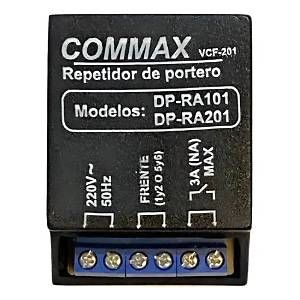 COMMAX VCF-201
Repetidor de portero
Modelos: DP-RA101
DP-RA201
220V~
50Hz
FRENTE
(1y2 O 5y6)
3A (NA)
MAX